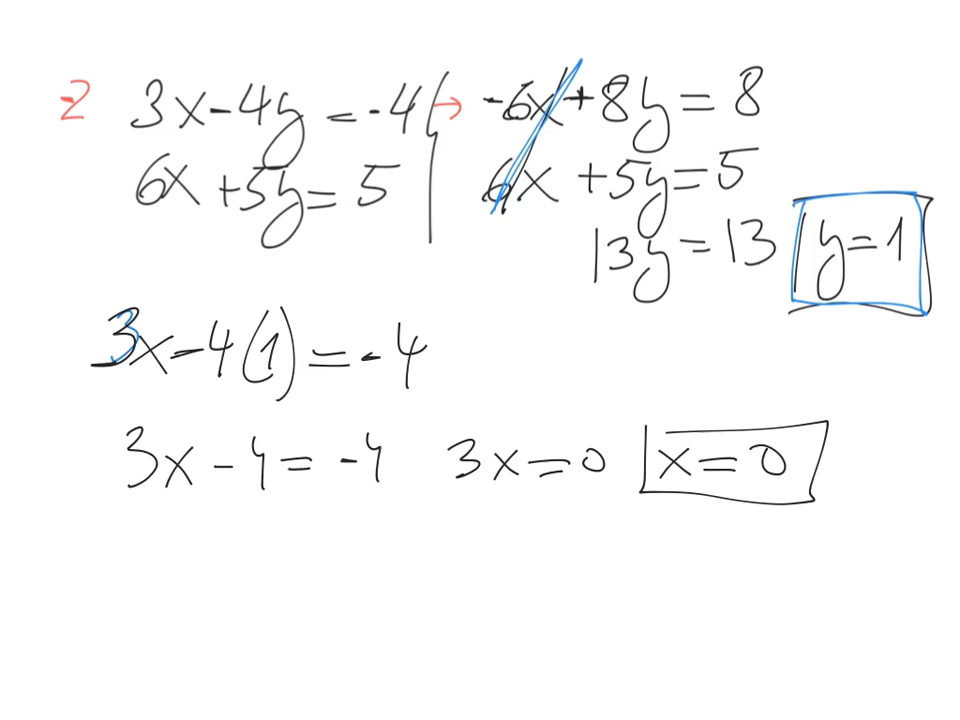 -2 3x-4y=-4 → -6x+8y=8
6x+5y=5 6x+5y=5
13y=13 y=1
3x-4(1)=-4
3x-4=-4 3x=0 x=0